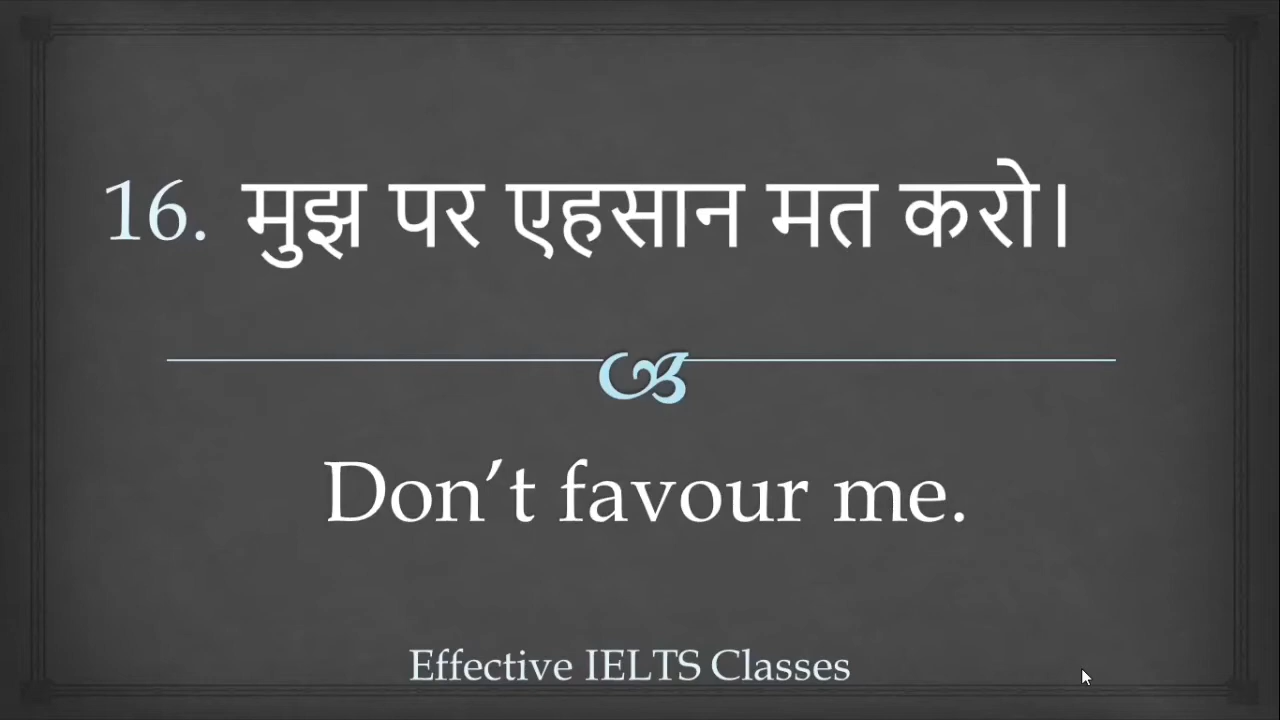 16. मुझ पर एहसान मत करो।
Don’t favour me.
Effective IELTS Classes